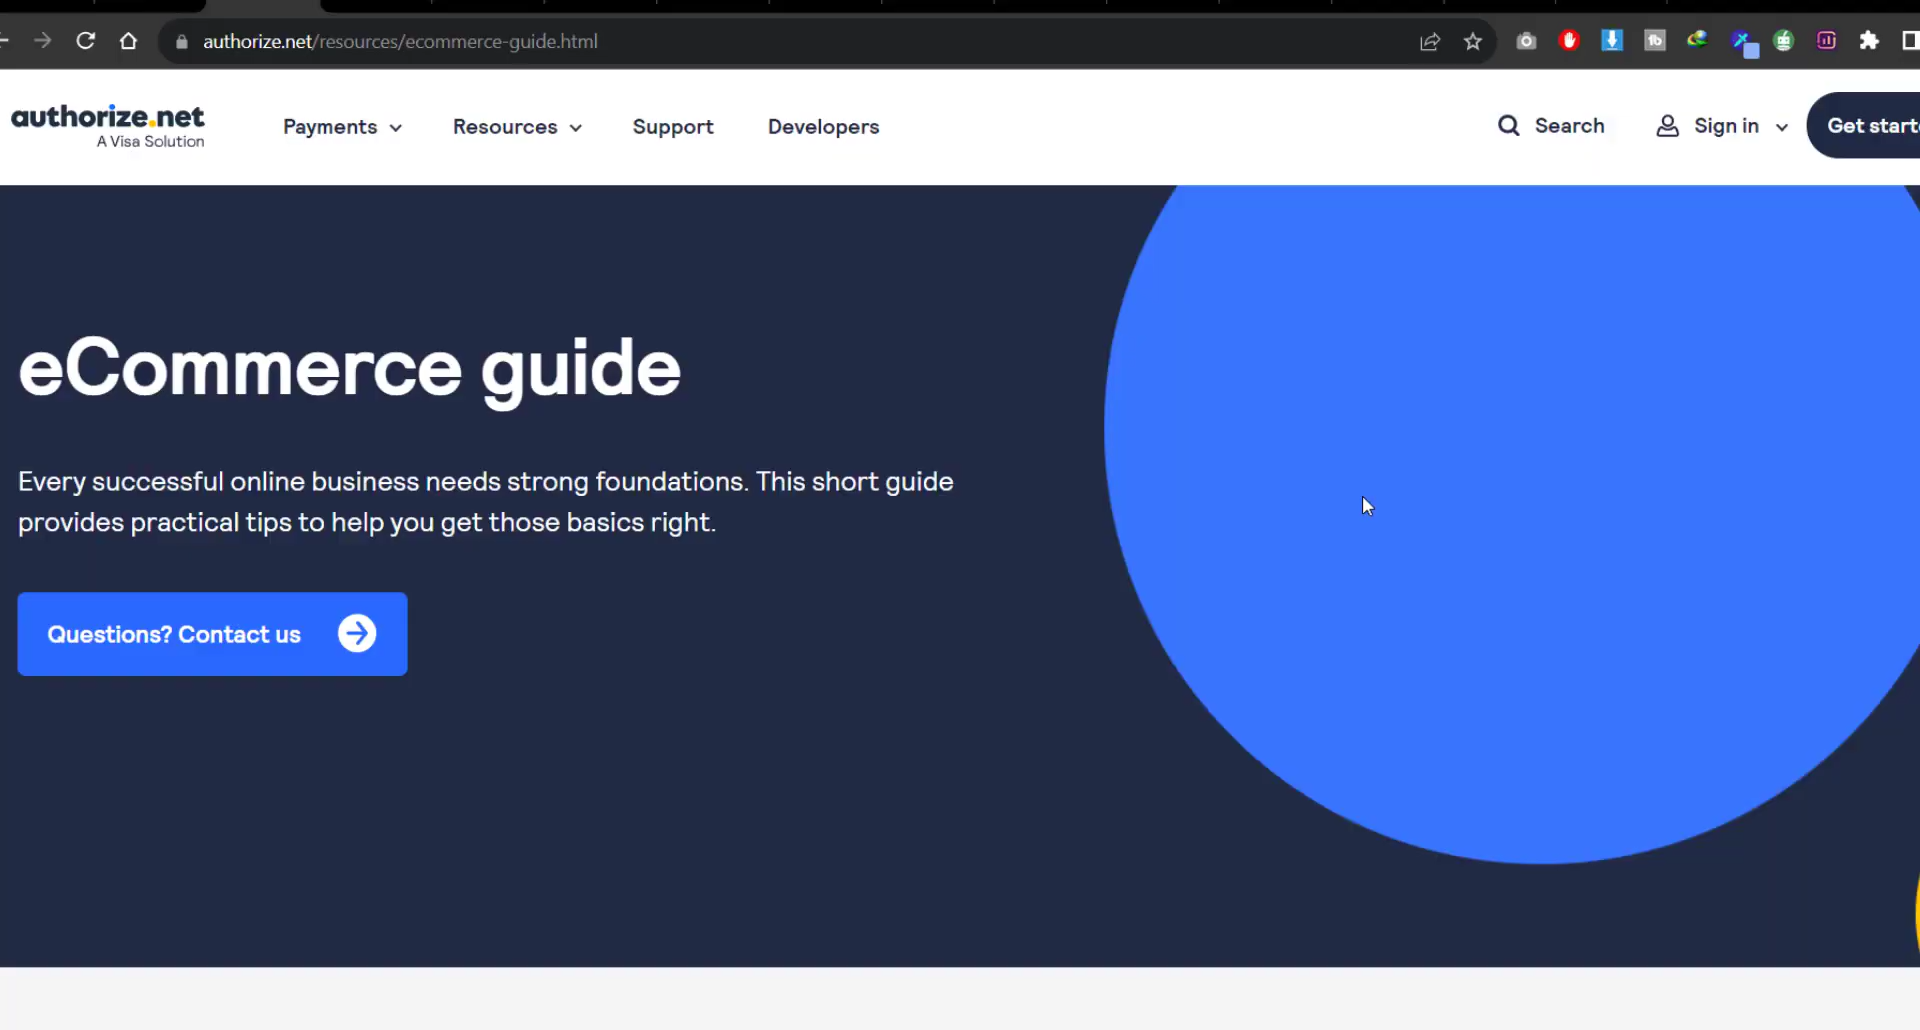 authorize.net/resources/ecommerce-guide.html
authorize.net
A Visa Solution
Payments
Resources
Support
Developers
Search
Sign in
Get starte
eCommerce guide
Every successful online business needs strong foundations. This short guide
provides practical tips to help you get those basics right.
Questions? Contact us